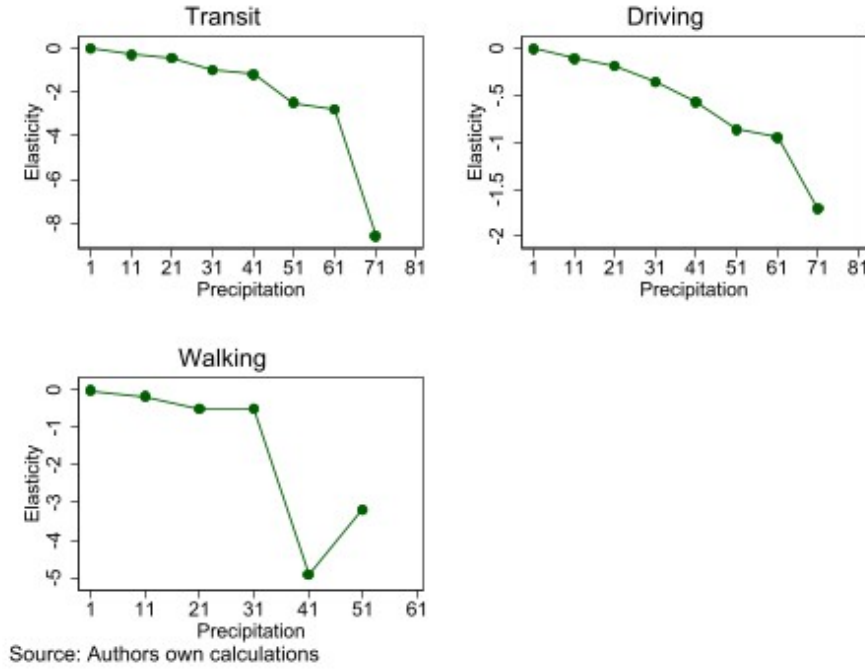 Transit
Elasticity
0
-2
-4
-6
-8
1 11 21 31 41 51 61 71 81
Precipitation
Driving
Elasticity
0
-.5
-1
-1.5
-2
1 11 21 31 41 51 61 71 81
Precipitation
Walking
Elasticity
0
-1
-2
-3
-4
-5
1 11 21 31 41 51 61
Precipitation
Source: Authors own calculations